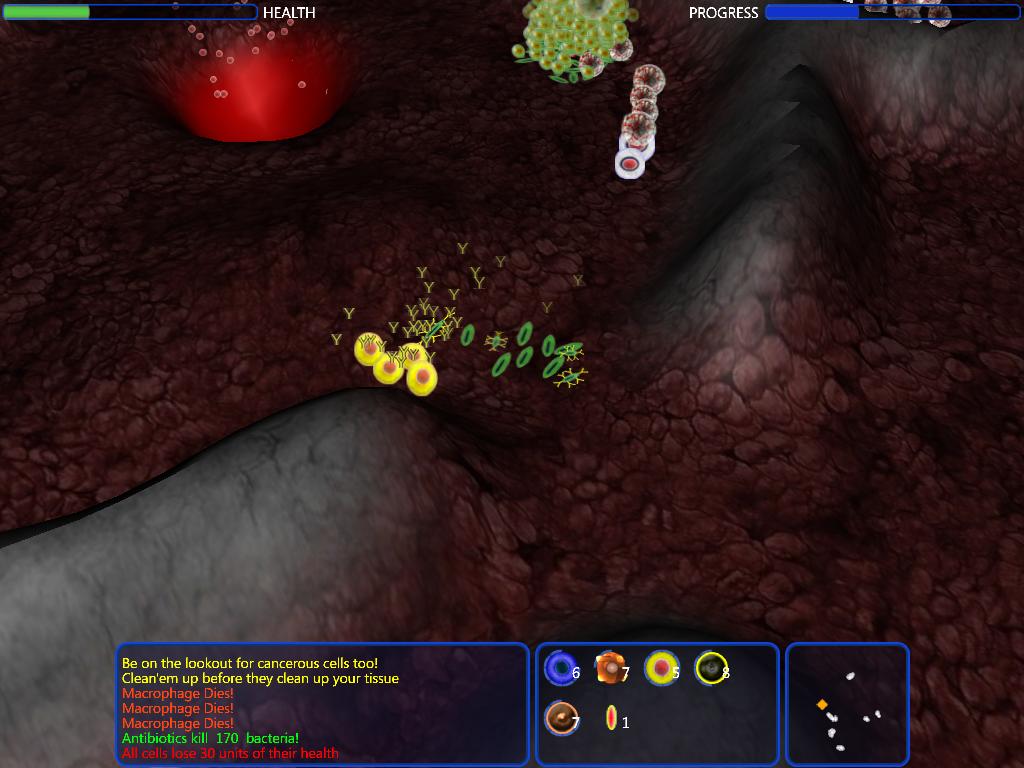 HEALTH
PROGRESS
Be on the lookout for cancerous cells too!
Clean'em up before they clean up your tissue
Macrophage Dies!
Macrophage Dies!
Macrophage Dies!
Antibiotics kill 170 bacteria!
All cells lose 30 units of their health
6 7 5 8
7 1